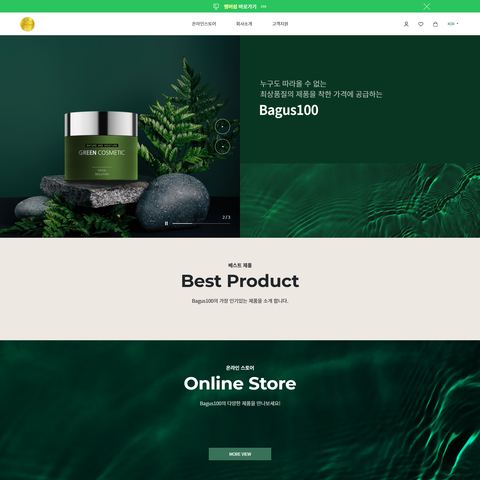 멤버쉽 바로가기
온라인스토어 회사소개 고객지원
KOR
누구도 따라올 수 없는
최상품질의 제품을 착한 가격에 공급하는
Bagus100
GREEN COSMETIC
2 / 3
베스트 제품
Best Product
Bagus100의 가장 인기있는 제품을 소개 합니다.
온라인 스토어
Online Store
Bagus100의 다양한 제품을 만나보세요!
MORE VIEW